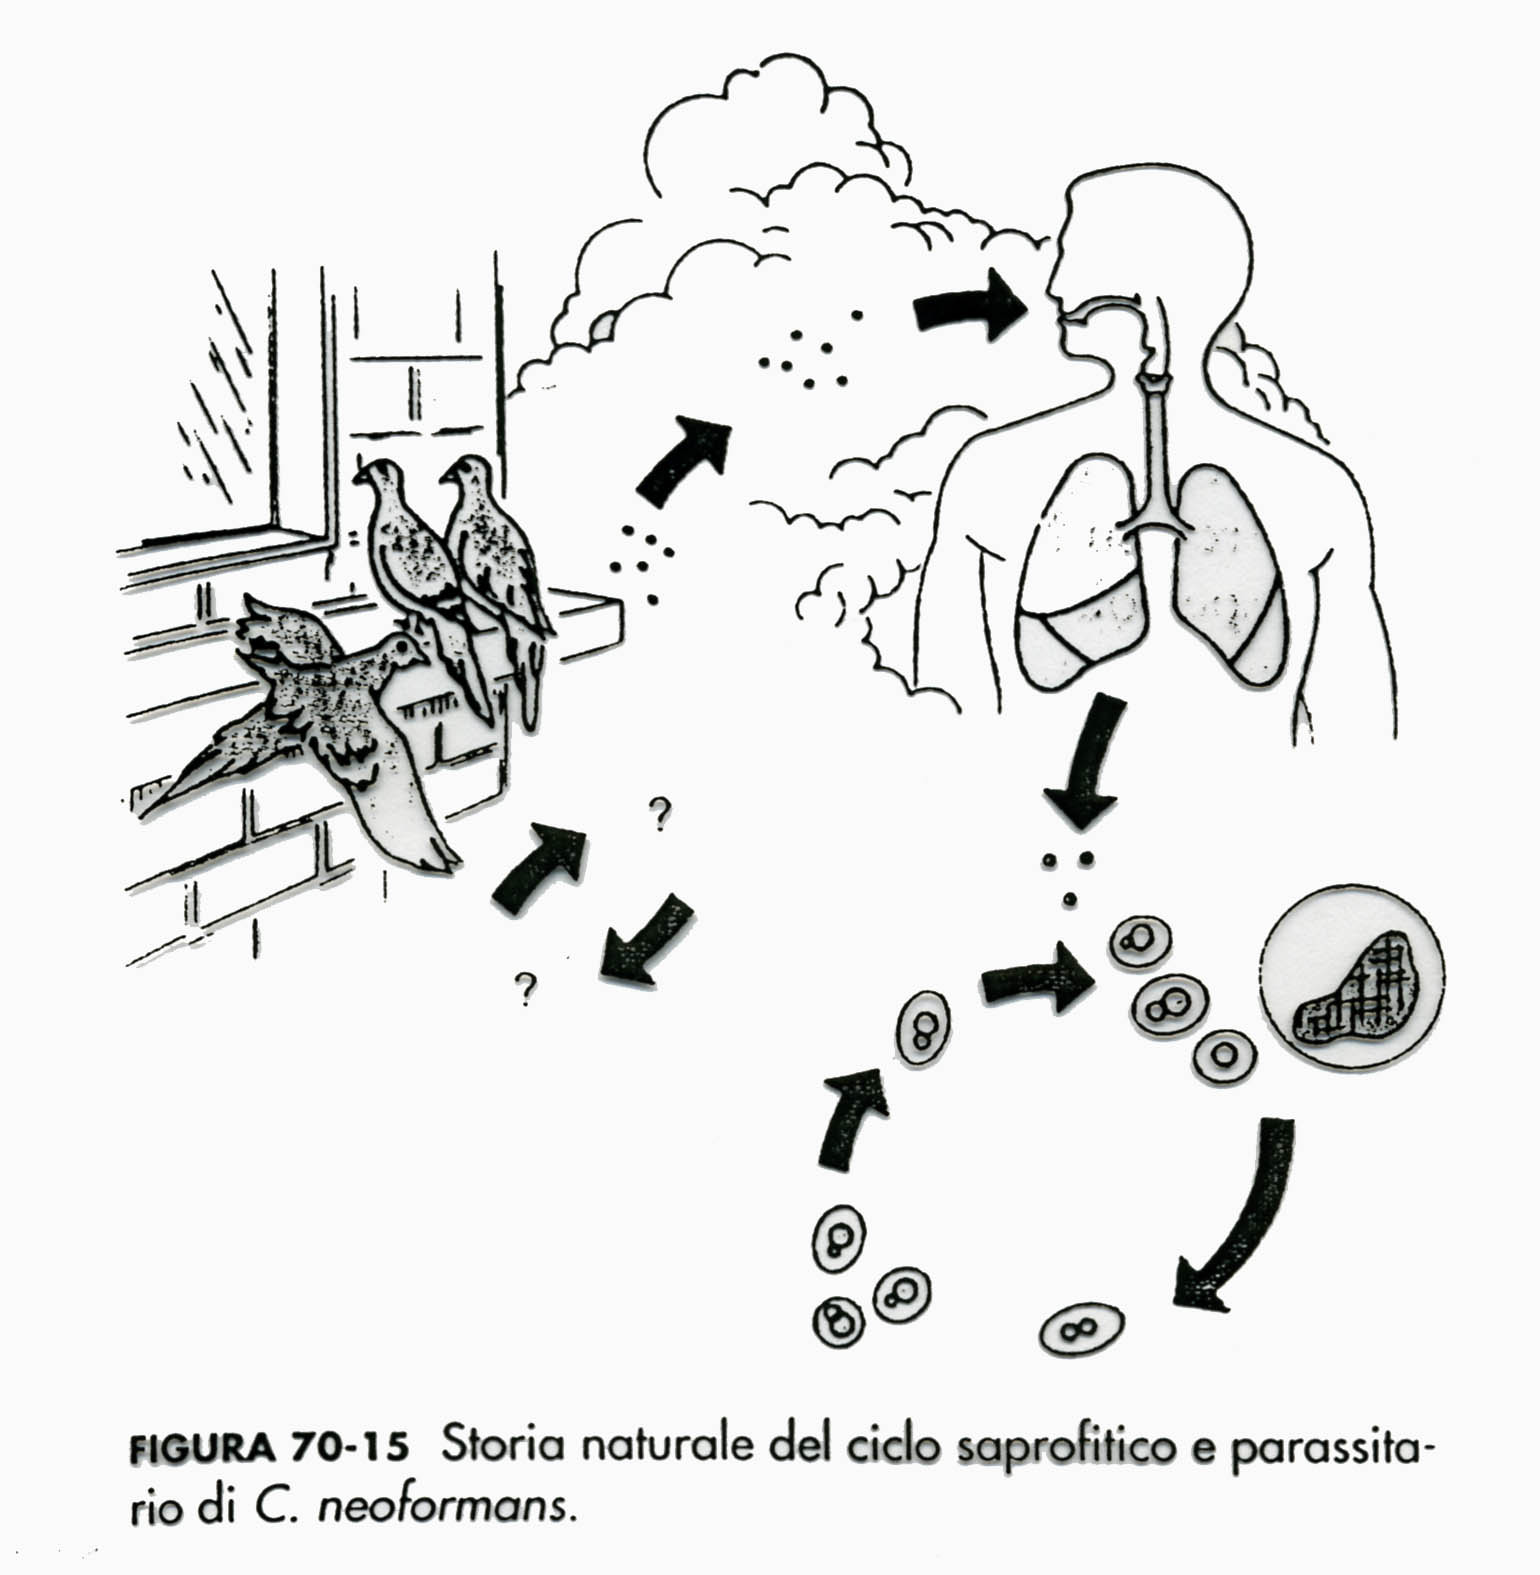 ?
?
FIGURA 70-15 Storia naturale del ciclo saprofitico e parassita-
rio di C. neoformans.